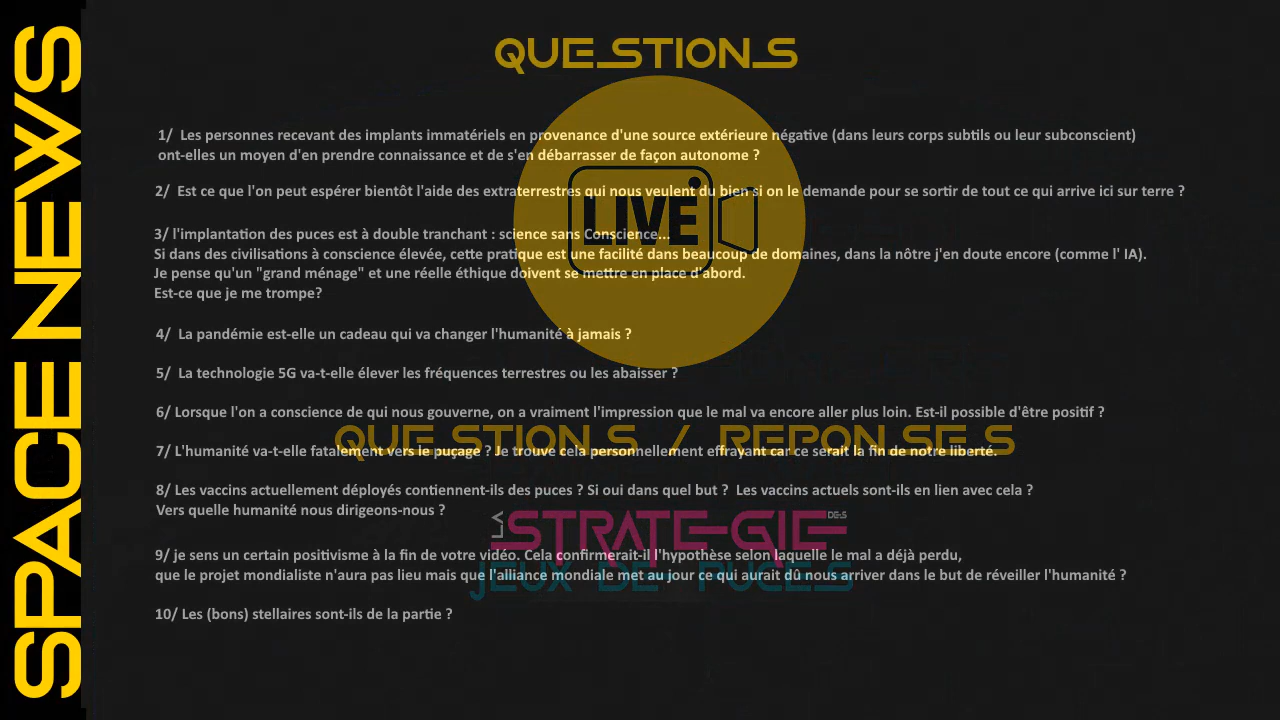 SPACE NEWS
QUESTIONS
1/ Les personnes recevant des implants immatériels en provenance d'une source extérieure négative (dans leurs corps subtils ou leur subconscient)
ont-elles un moyen d'en prendre connaissance et de s'en débarrasser de façon autonome ?
2/ Est ce que l'on peut espérer bientôt l'aide des extraterrestres qui nous veulent du bien si on le demande pour se sortir de tout ce qui arrive ici sur terre ?
LIVE
3/ l'implantation des puces est à double tranchant : science sans Conscience...
Si dans des civilisations à conscience élevée, cette pratique est une facilité dans beaucoup de domaines, dans la nôtre j'en doute encore (comme l' IA).
Je pense qu'un "grand ménage" et une réelle éthique doivent se mettre en place d'abord.
Est-ce que je me trompe?
4/ La pandémie est-elle un cadeau qui va changer l'humanité à jamais ?
5/ La technologie 5G va-t-elle élever les fréquences terrestres ou les abaisser ?
6/ Lorsque l'on a conscience de qui nous gouverne, on a vraiment l'impression que le mal va encore aller plus loin. Est-il possible d'être positif ?
QUESTIONS / REPONSES
7/ L'humanité va-t-elle fatalement vers le puçage ? Je trouve cela personnellement effrayant car ce serait la fin de notre liberté.
8/ Les vaccins actuellement déployés contiennent-ils des puces ? Si oui dans quel but ? Les vaccins actuels sont-ils en lien avec cela ?
Vers quelle humanité nous dirigeons-nous ?
LA STRATEGIE DES
9/ je sens un certain positivisme à la fin de votre vidéo. Cela confirmerait-il l'hypothèse selon laquelle le mal a déjà perdu,
que le projet mondialiste n'aura pas lieu mais que l'alliance mondiale met au jour ce qui aurait dû nous arriver dans le but de réveiller l'humanité ?
JEUX DE PUCES
10/ Les (bons) stellaires sont-ils de la partie ?